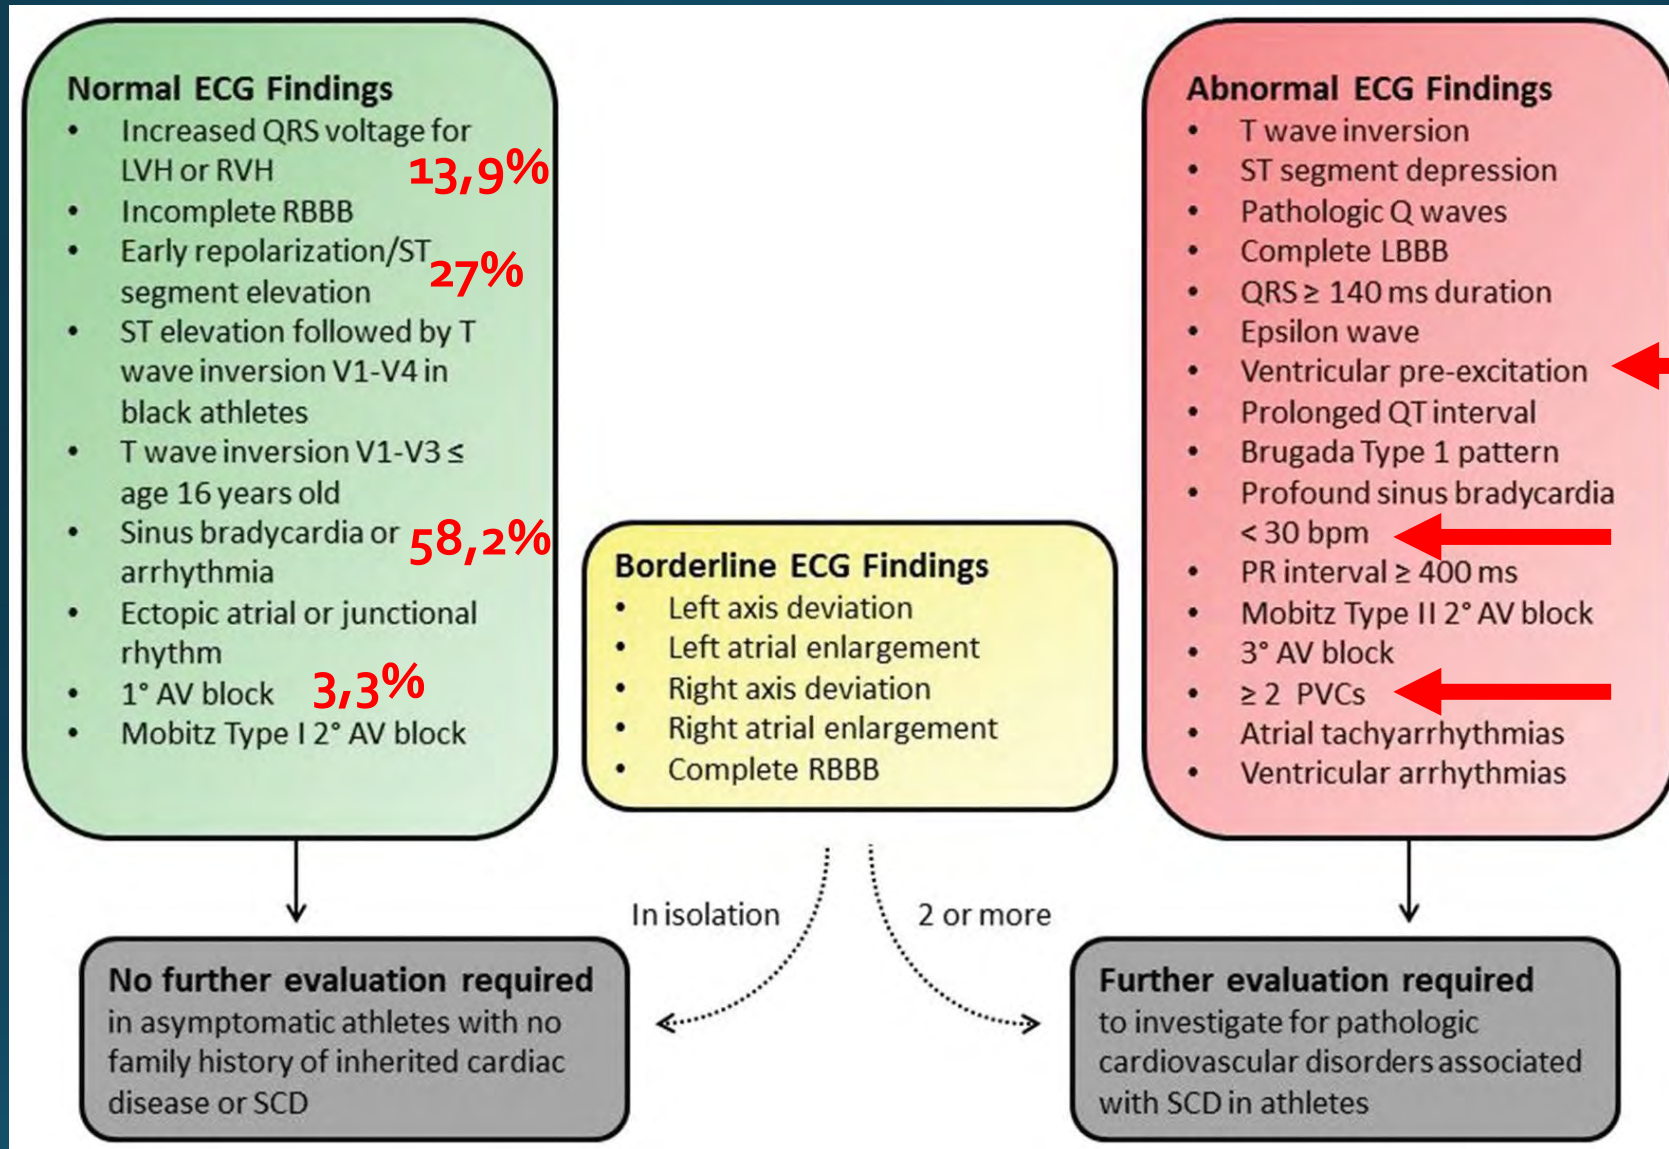 Normal ECG Findings
• Increased QRS voltage for
LVH or RVH 13,9%
• Incomplete RBBB
• Early repolarization/ST
segment elevation 27%
• ST elevation followed by T
wave inversion V1-V4 in
black athletes
• T wave inversion V1-V3 ≤
age 16 years old
• Sinus bradycardia or 58,2%
arrhythmia
• Ectopic atrial or junctional
rhythm
• 1° AV block 3,3%
• Mobitz Type I 2° AV block
Borderline ECG Findings
• Left axis deviation
• Left atrial enlargement
• Right axis deviation
• Right atrial enlargement
• Complete RBBB
Abnormal ECG Findings
• T wave inversion
• ST segment depression
• Pathologic Q waves
• Complete LBBB
• QRS ≥ 140 ms duration
• Epsilon wave
• Ventricular pre-excitation
• Prolonged QT interval
• Brugada Type 1 pattern
• Profound sinus bradycardia
< 30 bpm
• PR interval ≥ 400 ms
• Mobitz Type II 2° AV block
• 3° AV block
• ≥ 2 PVCs
• Atrial tachyarrhythmias
• Ventricular arrhythmias
In isolation
2 or more
No further evaluation required
in asymptomatic athletes with no
family history of inherited cardiac
disease or SCD
Further evaluation required
to investigate for pathologic
cardiovascular disorders associated
with SCD in athletes